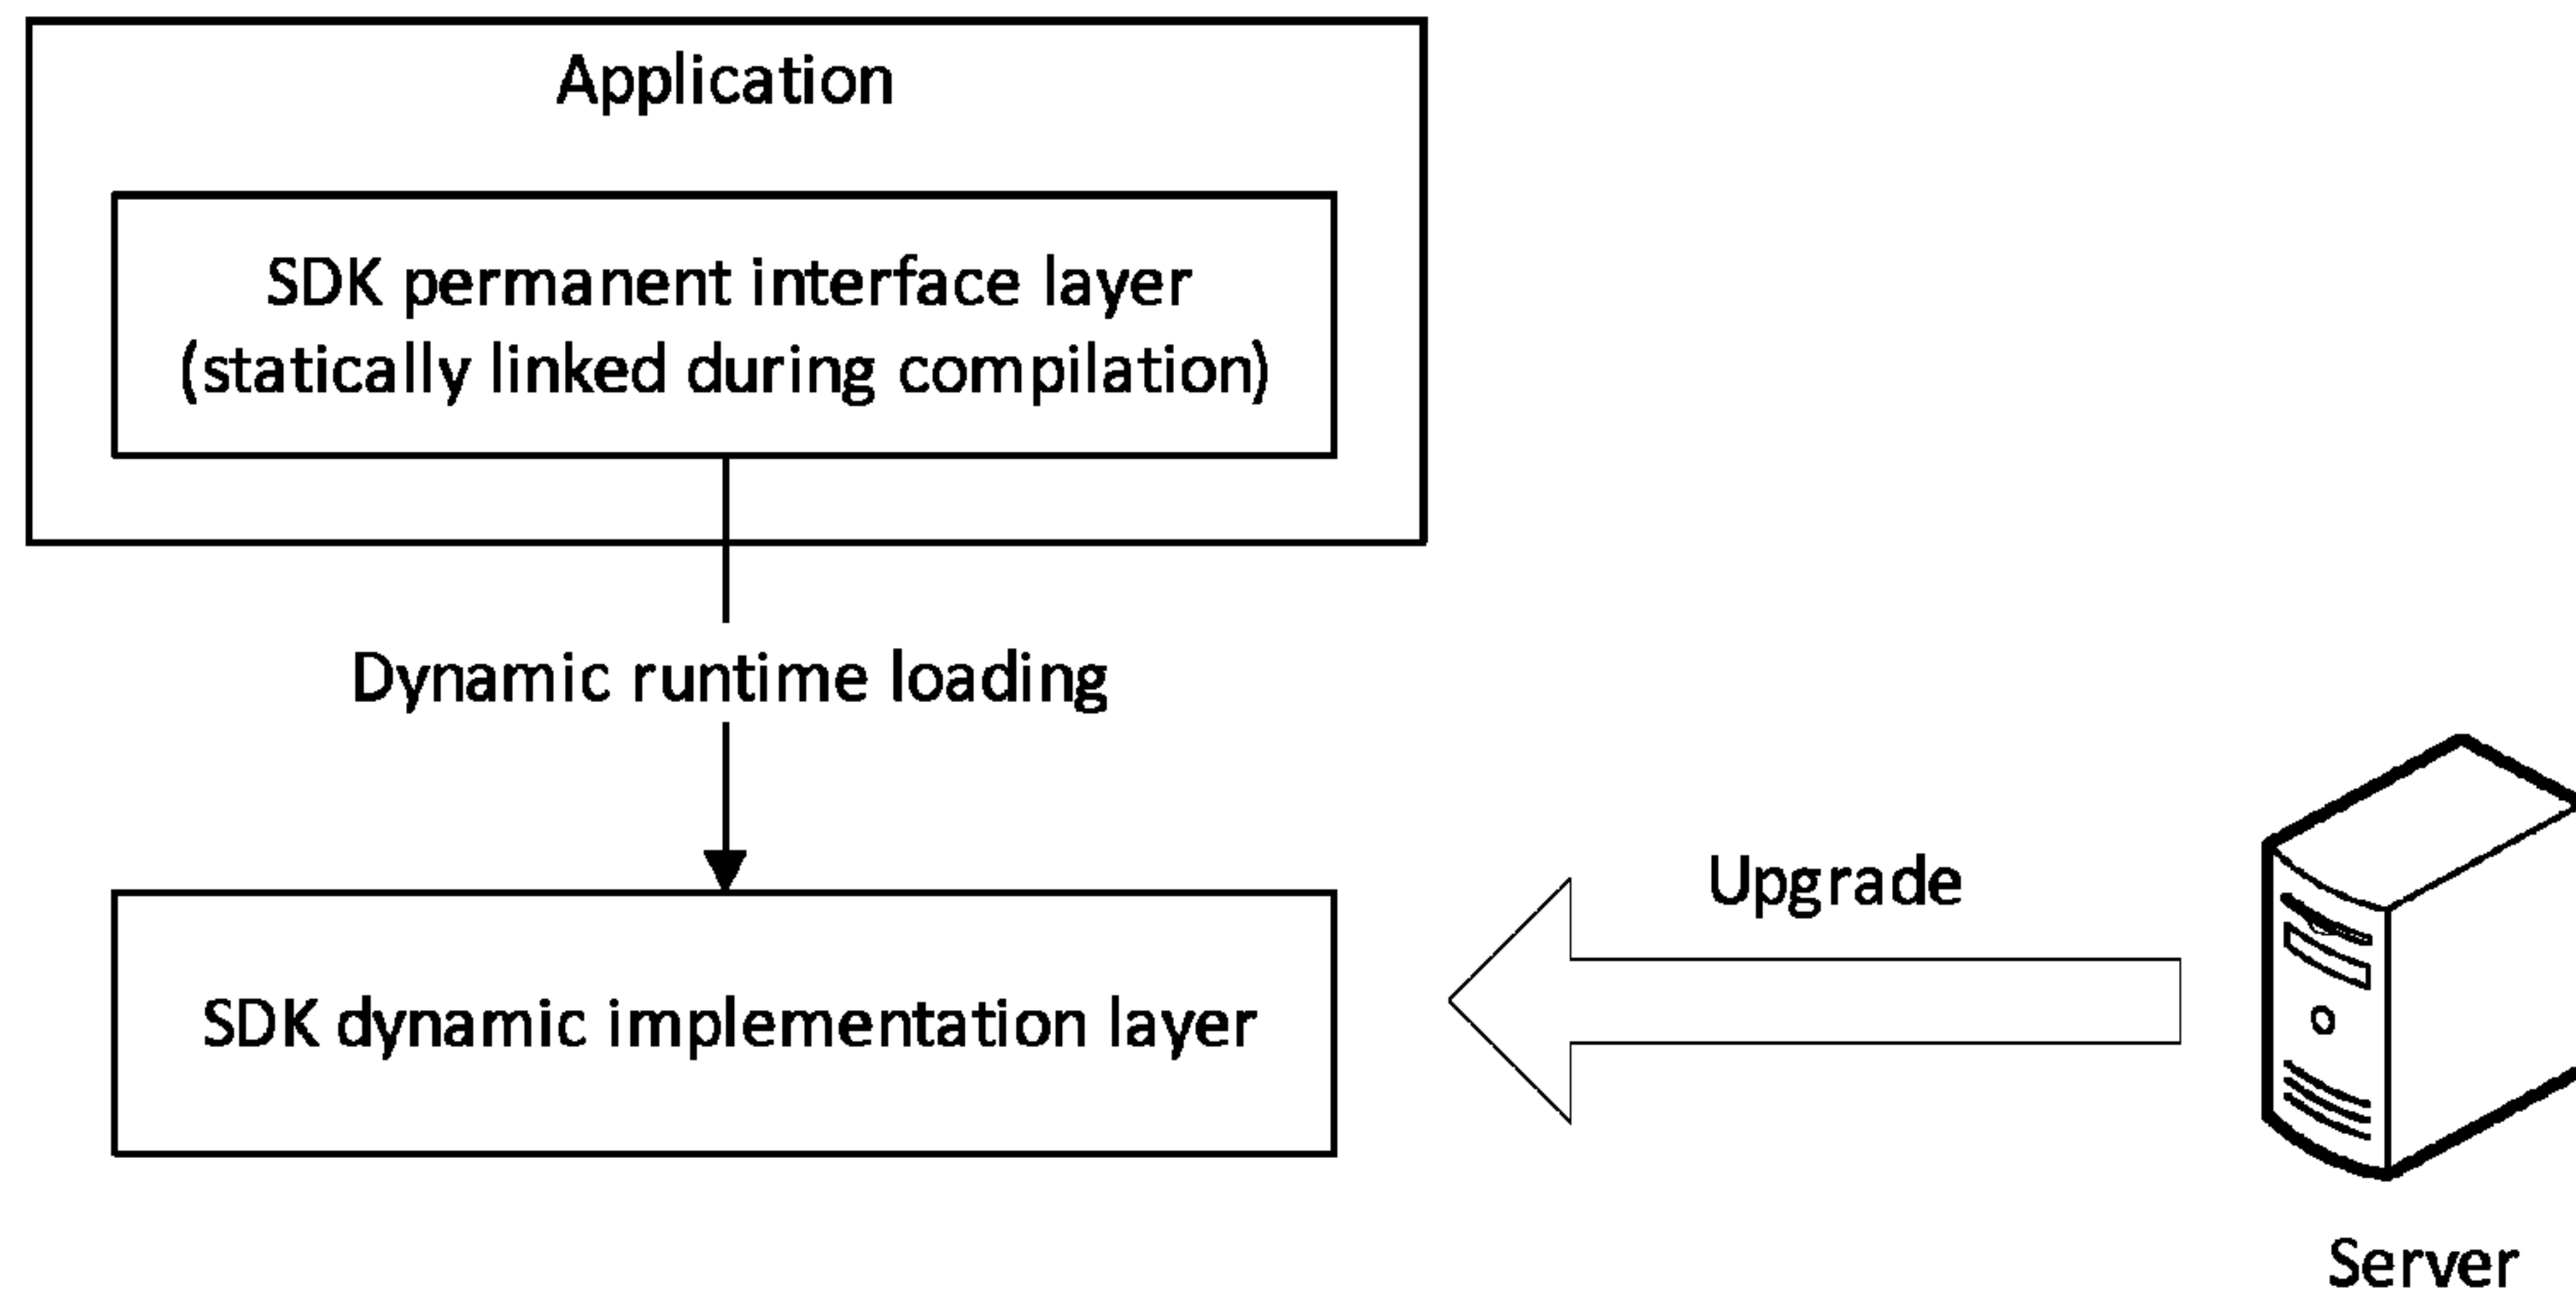 Application
SDK permanent interface layer
(statically linked during compilation)
Dynamic runtime loading
Upgrade
SDK dynamic implementation layer
Server